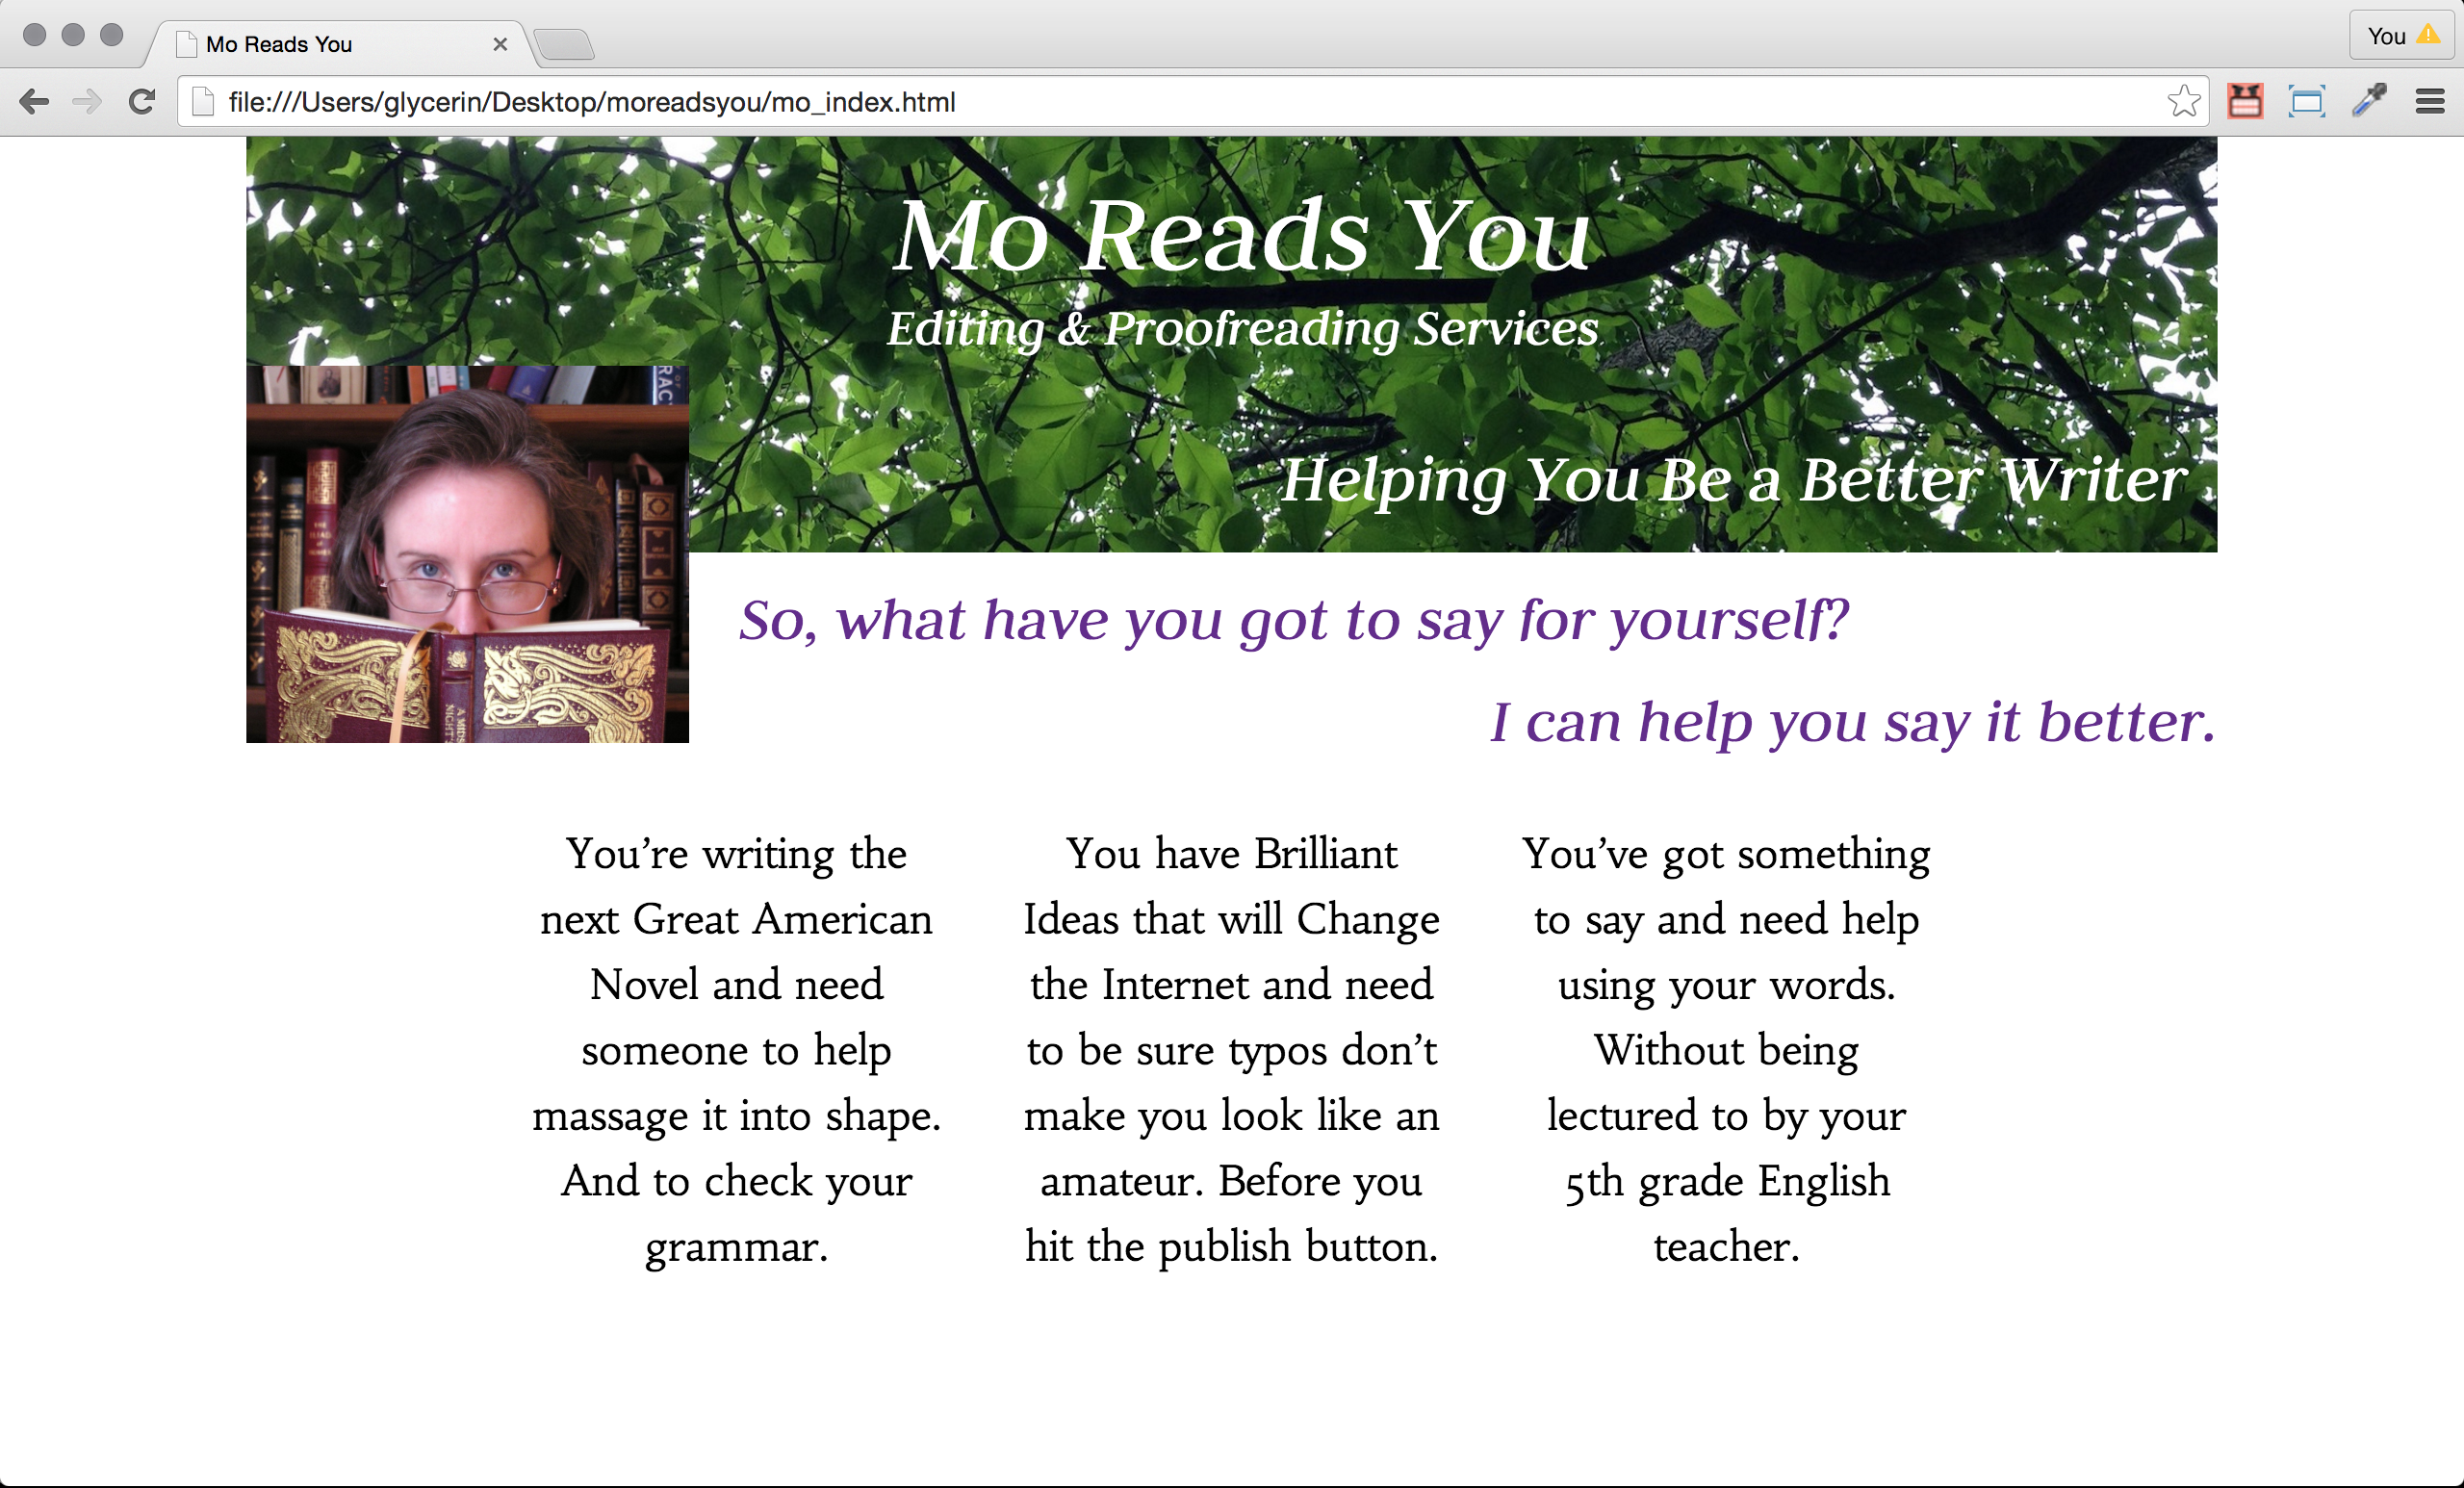 Mo Reads You
You
file:///Users/glycerin/Desktop/moreadsyou/mo_index.html
Mo Reads You
Editing & Proofreading Services
Helping You Be a Better Writer
So, what have you got to say for yourself?
I can help you say it better.
You’re writing the
next Great American
Novel and need
someone to help
massage it into shape.
And to check your
grammar.
You have Brilliant
Ideas that will Change
the Internet and need
to be sure typos don’t
make you look like an
amateur. Before you
hit the publish button.
You’ve got something
to say and need help
using your words.
Without being
lectured to by your
5th grade English
teacher.